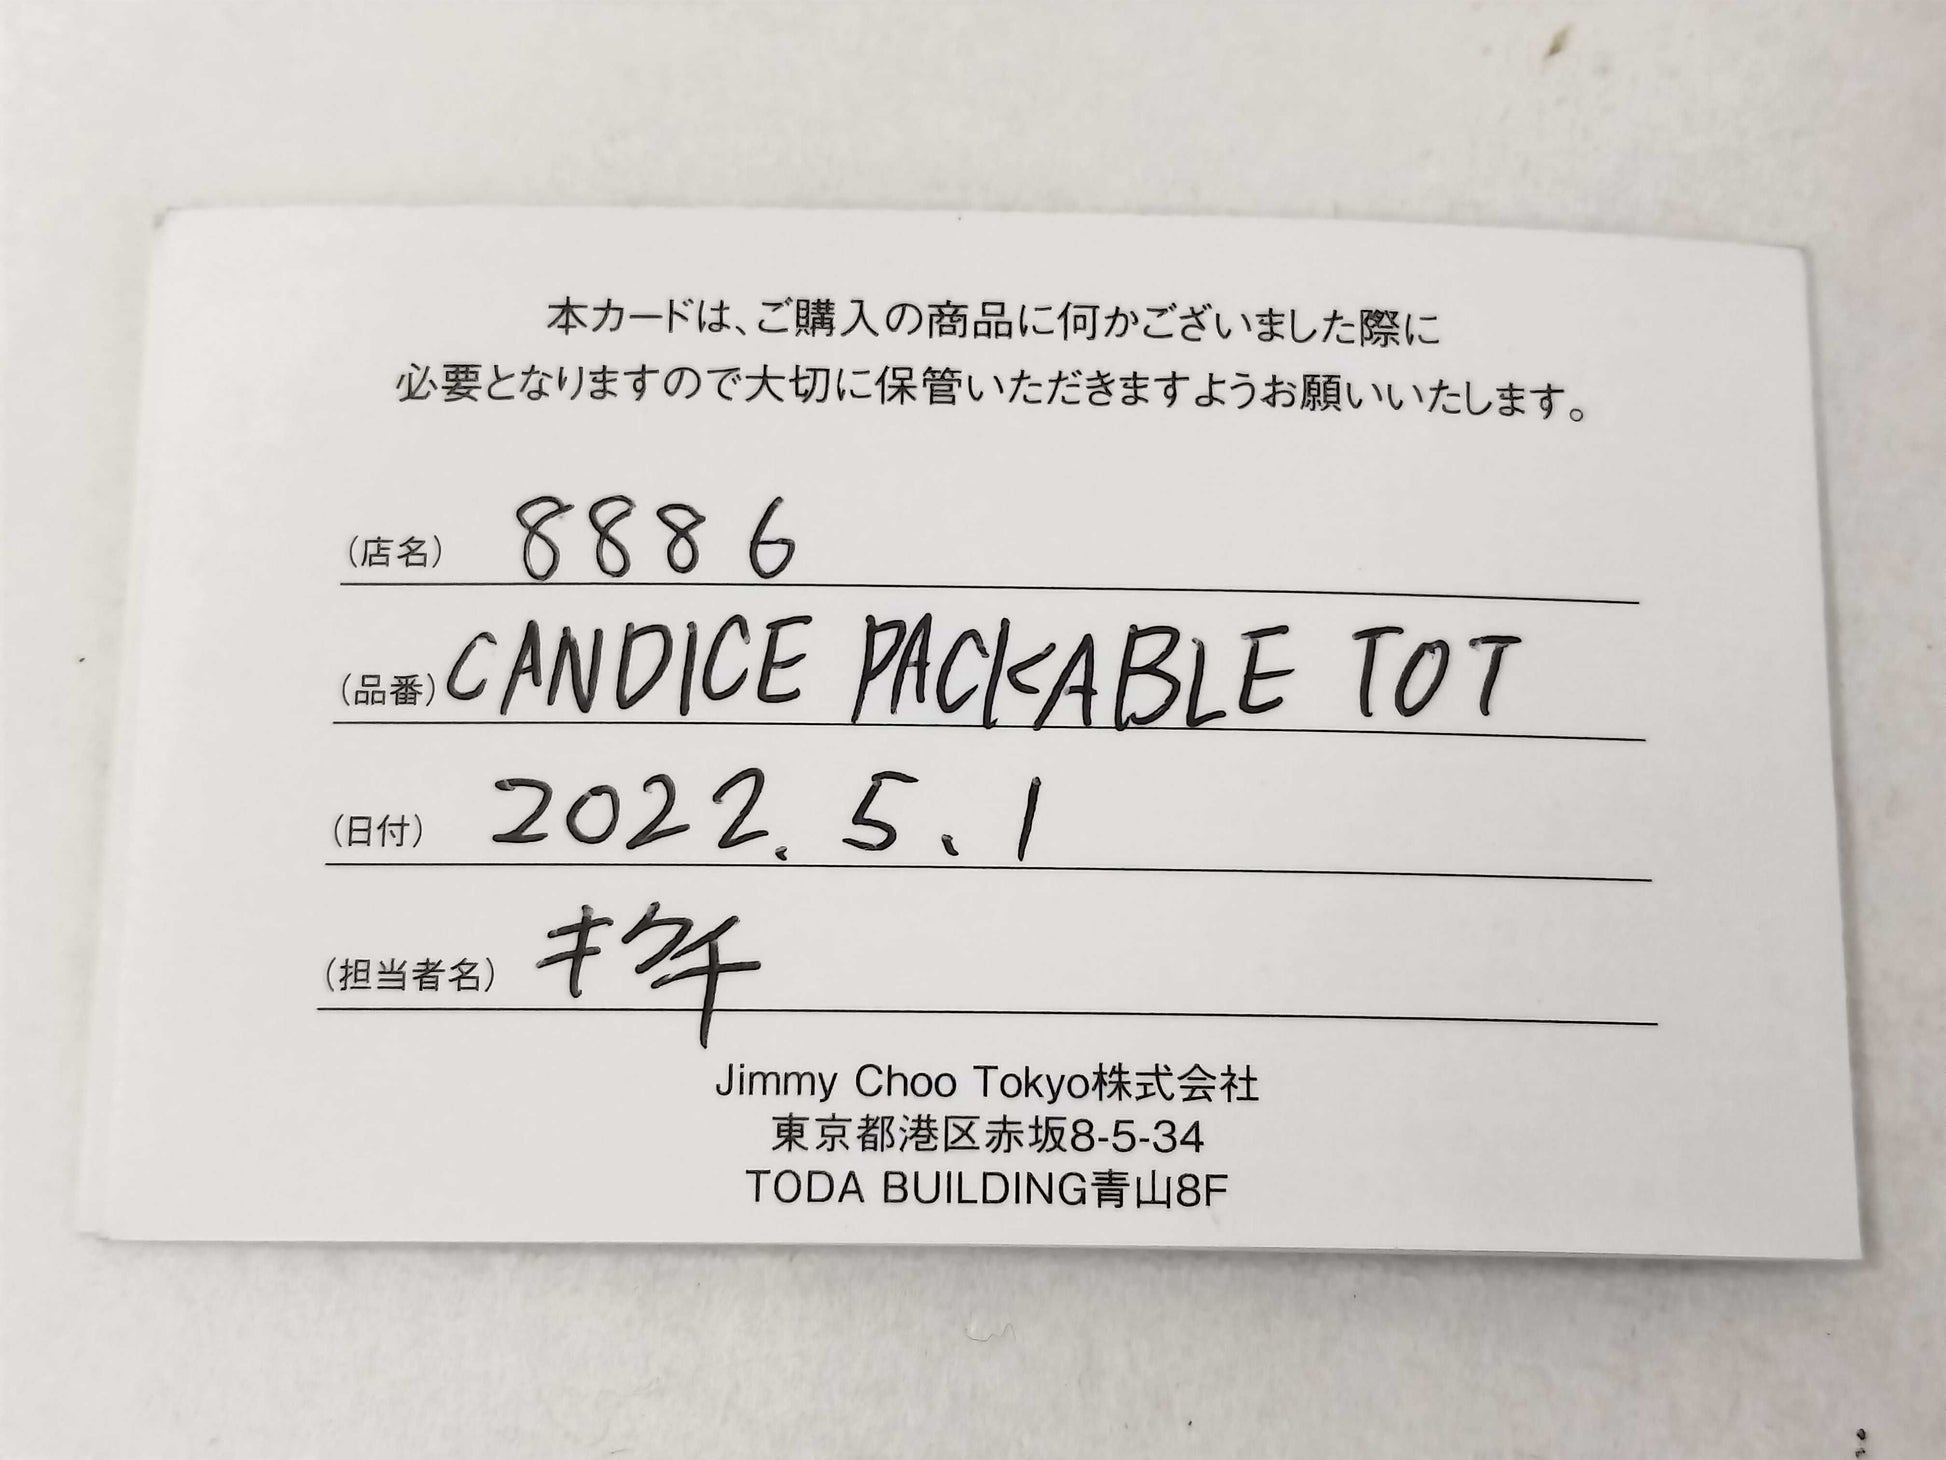 本カードは、ご購入の商品に何かございました際に
必要となりますので大切に保管いただきますようお願いいたします。
(店名) 8886
(品番) CANDICE PACKABLE TOT
(日付) 2022.5.1
(担当者名) キクチ
Jimmy Choo Tokyo株式会社
東京都港区赤坂8-5-34
TODA BUILDING青山8F